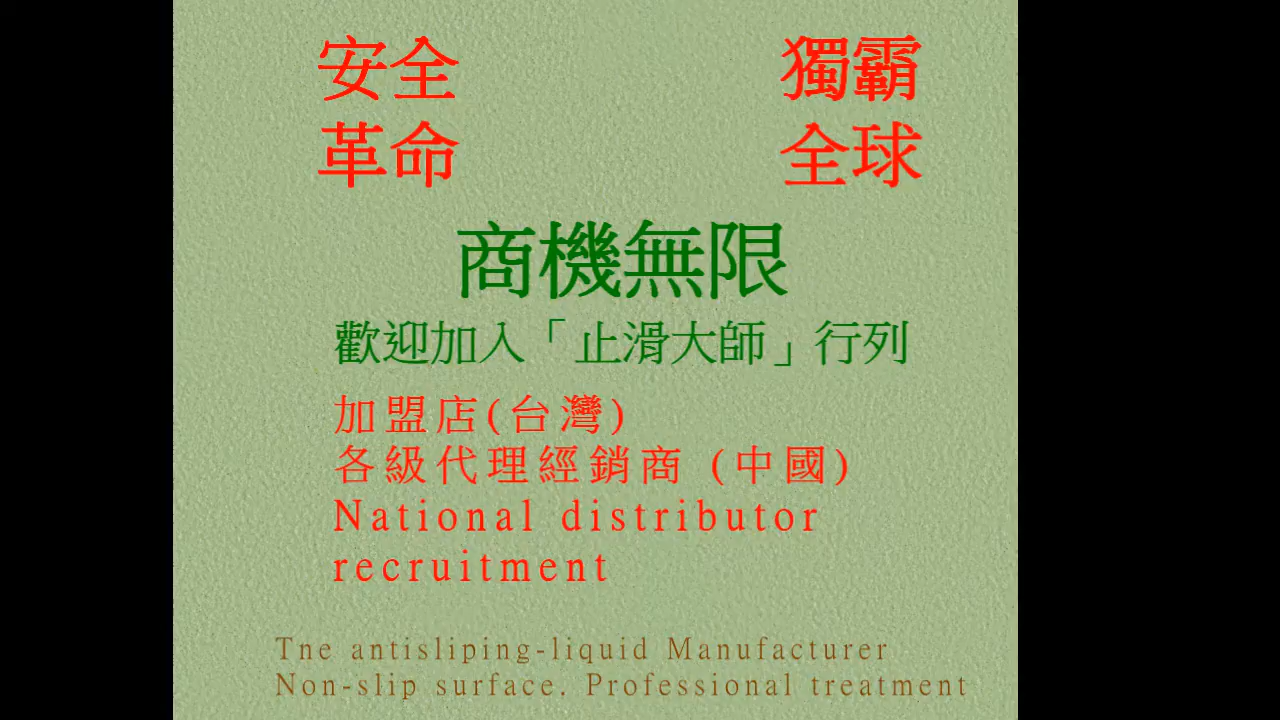 安全 獨霸
革命 全球
商機無限
歡迎加入「止滑大師」行列
加盟店(台灣)
各級代理經銷商 (中國)
National distributor
recruitment
Tne antisliping-liquid Manufacturer
Non-slip surface. Professional treatment